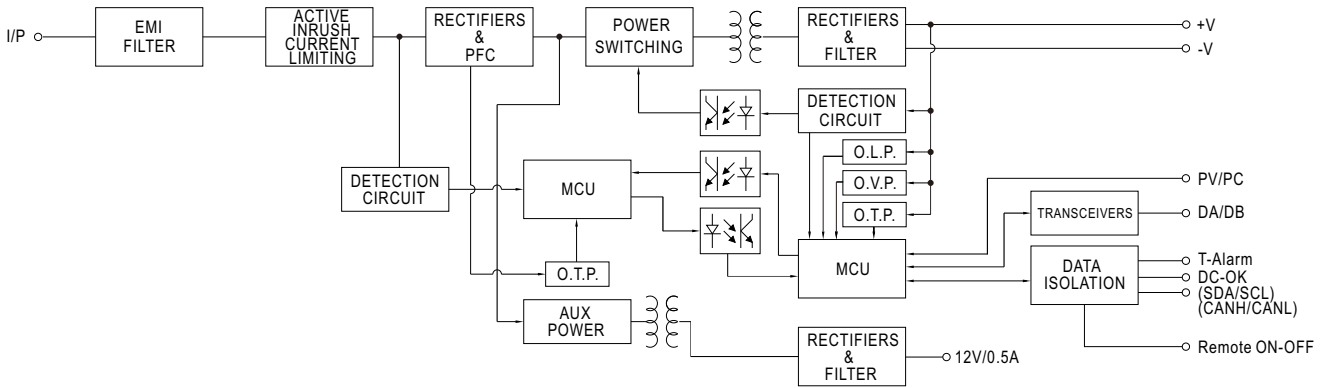 I/P
EMI
FILTER
ACTIVE
INRUSH
CURRENT
LIMITING
RECTIFIERS
&
PFC
POWER
SWITCHING
RECTIFIERS
&
FILTER
+V
-V
DETECTION
CIRCUIT
O.L.P.
O.V.P.
O.T.P.
DETECTION
CIRCUIT
MCU
O.T.P.
MCU
PV/PC
TRANSCEIVERS
DA/DB
DATA
ISOLATION
T-Alarm
DC-OK
(SDA/SCL)
(CANH/CANL)
Remote ON-OFF
AUX
POWER
RECTIFIERS
&
FILTER
12V/0.5A